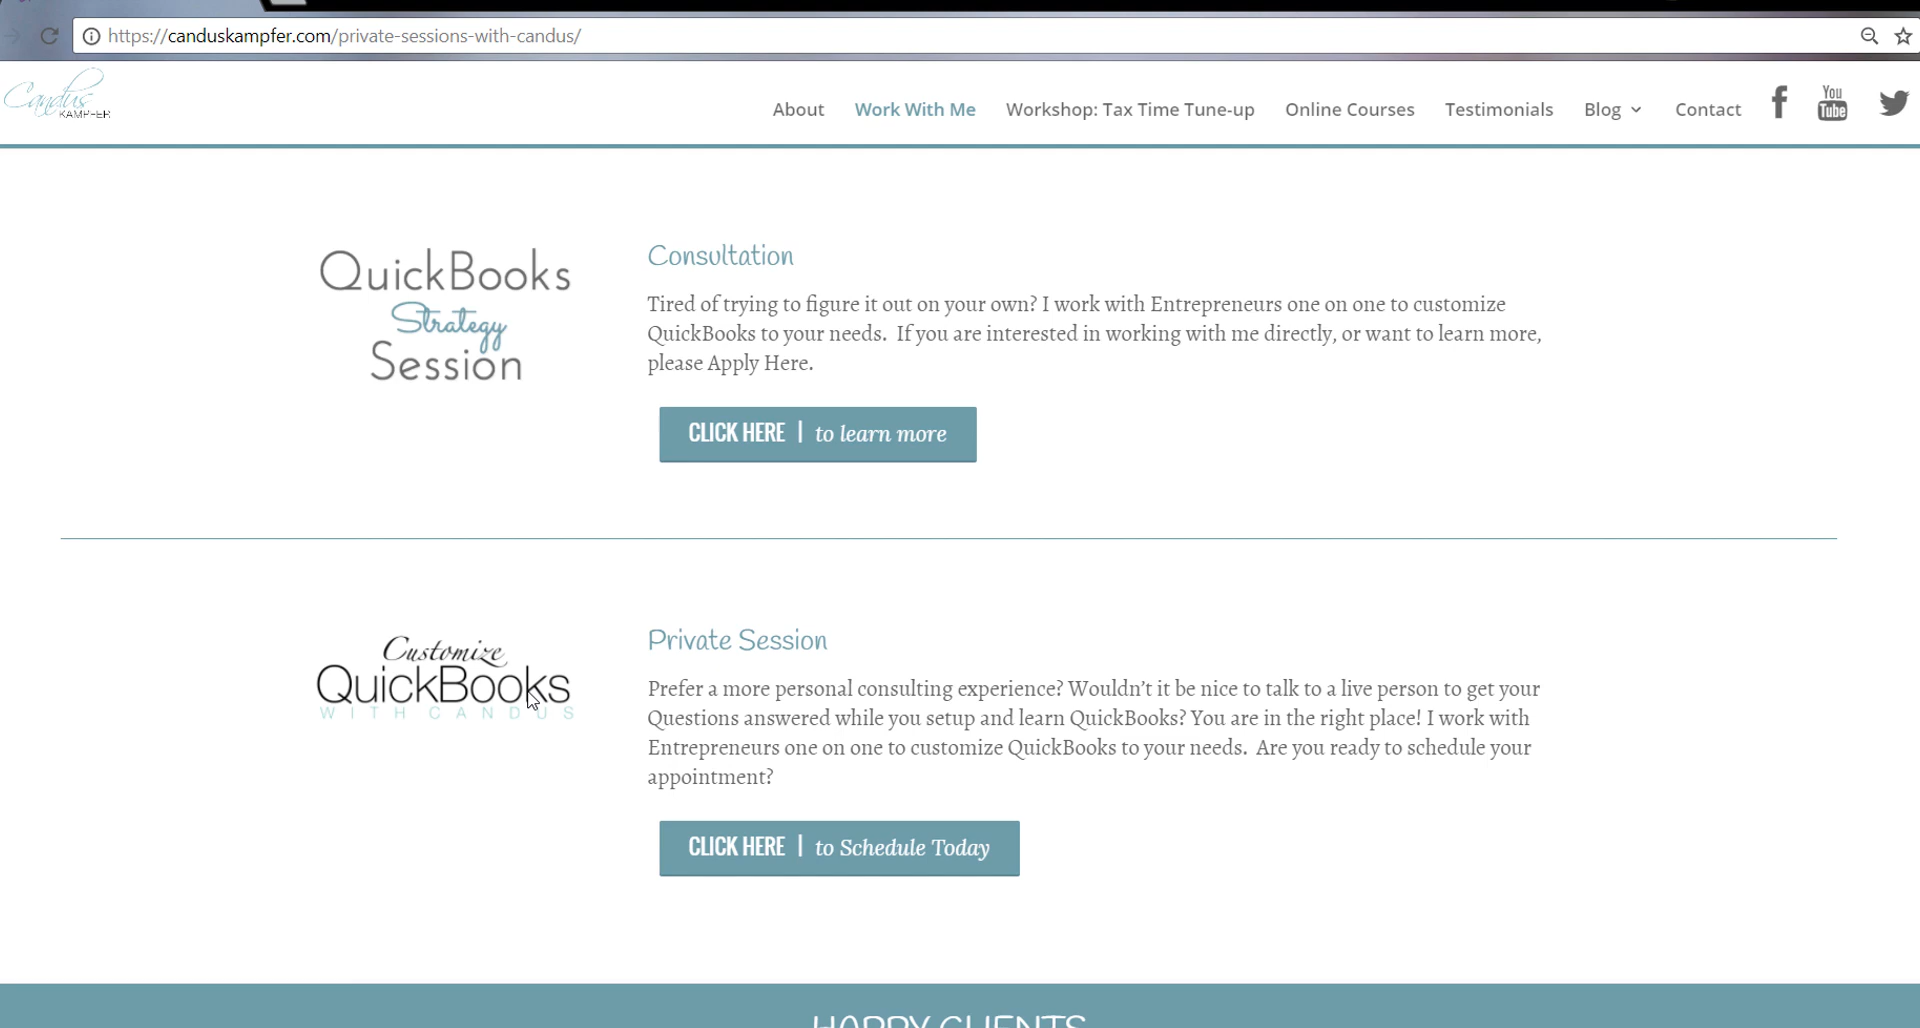 https://canduskampfer.com/private-sessions-with-candus/
Candus
KAMPFER
About Work With Me Workshop: Tax Time Tune-up Online Courses Testimonials Blog Contact
You
Tube
QuickBooks
Strategy
Session
Consultation
Tired of trying to figure it out on your own? I work with Entrepreneurs one on one to customize
QuickBooks to your needs. If you are interested in working with me directly, or want to learn more,
please Apply Here.
CLICK HERE | to learn more
Customize
QuickBooks
WITH CANDUS
Private Session
Prefer a more personal consulting experience? Wouldn't it be nice to talk to a live person to get your
Questions answered while you setup and learn QuickBooks? You are in the right place! I work with
Entrepreneurs one on one to customize QuickBooks to your needs. Are you ready to schedule your
appointment?
CLICK HERE | to Schedule Today
HAPPY CLIENTS